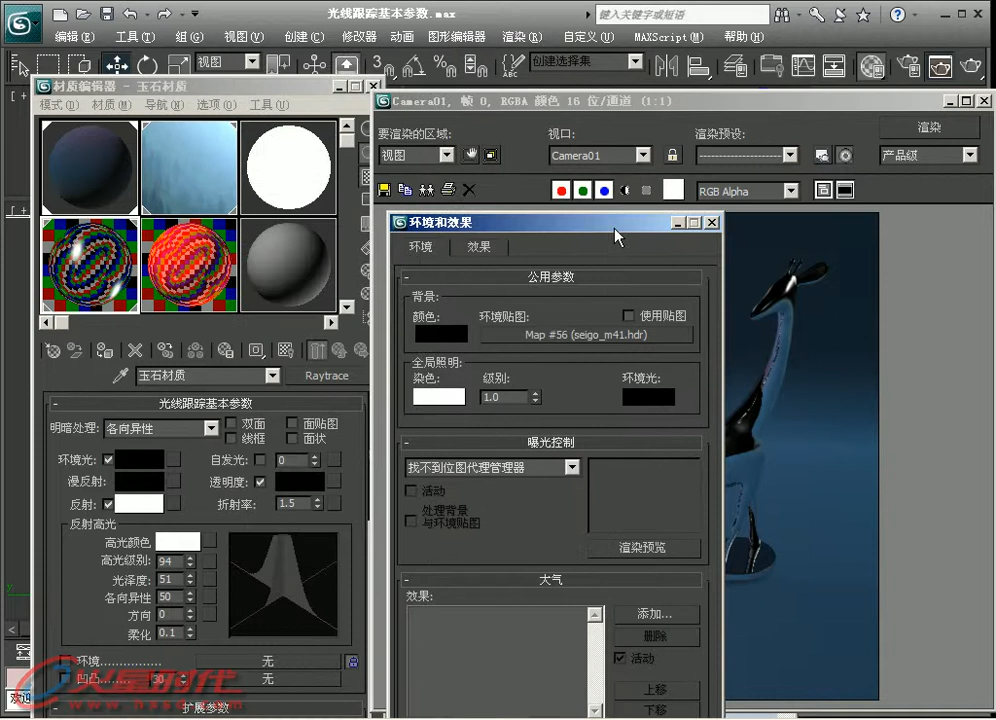 光线跟踪基本参数.max
键入关键字或短语
编辑(E) 工具(T) 组(G) 视图(V) 创建(C) 修改器 动画 图形编辑器 渲染(R) 自定义(U) MAXScript(M) 帮助(H)
视图
创建选择集
材质编辑器 - 玉石材质
模式(D) 材质(M) 导航(N) 选项(O) 工具(U)
Camera01, 帧 0, RGBA 颜色 16 位/通道 (1:1)
要渲染的区域: 视口: 渲染预设: 渲染
视图 Camera01 产品级
RGB Alpha
环境和效果
环境 效果
- 公用参数
背景:
颜色: 环境贴图: 使用贴图
Map #56 (seigo_m41.hdr)
全局照明:
染色: 级别: 环境光:
1.0
- 曝光控制
找不到位图代理管理器
活动
处理背景
与环境贴图
渲染预览
- 大气
效果:
添加...
删除
活动
上移
下移
玉石材质 Raytrace
- 光线跟踪基本参数
明暗处理: 各向异性 双面 面贴图
线框 面状
环境光: 自发光: 0
漫反射: 透明度:
反射: 折射率: 1.5
反射高光
高光颜色
高光级别: 94
光泽度: 51
各向异性: 50
方向 0
柔化 0.1
环境............... 无
凹凸........ 30 无
- 扩展参数
火星时代
www.hxsd.com
欢迎